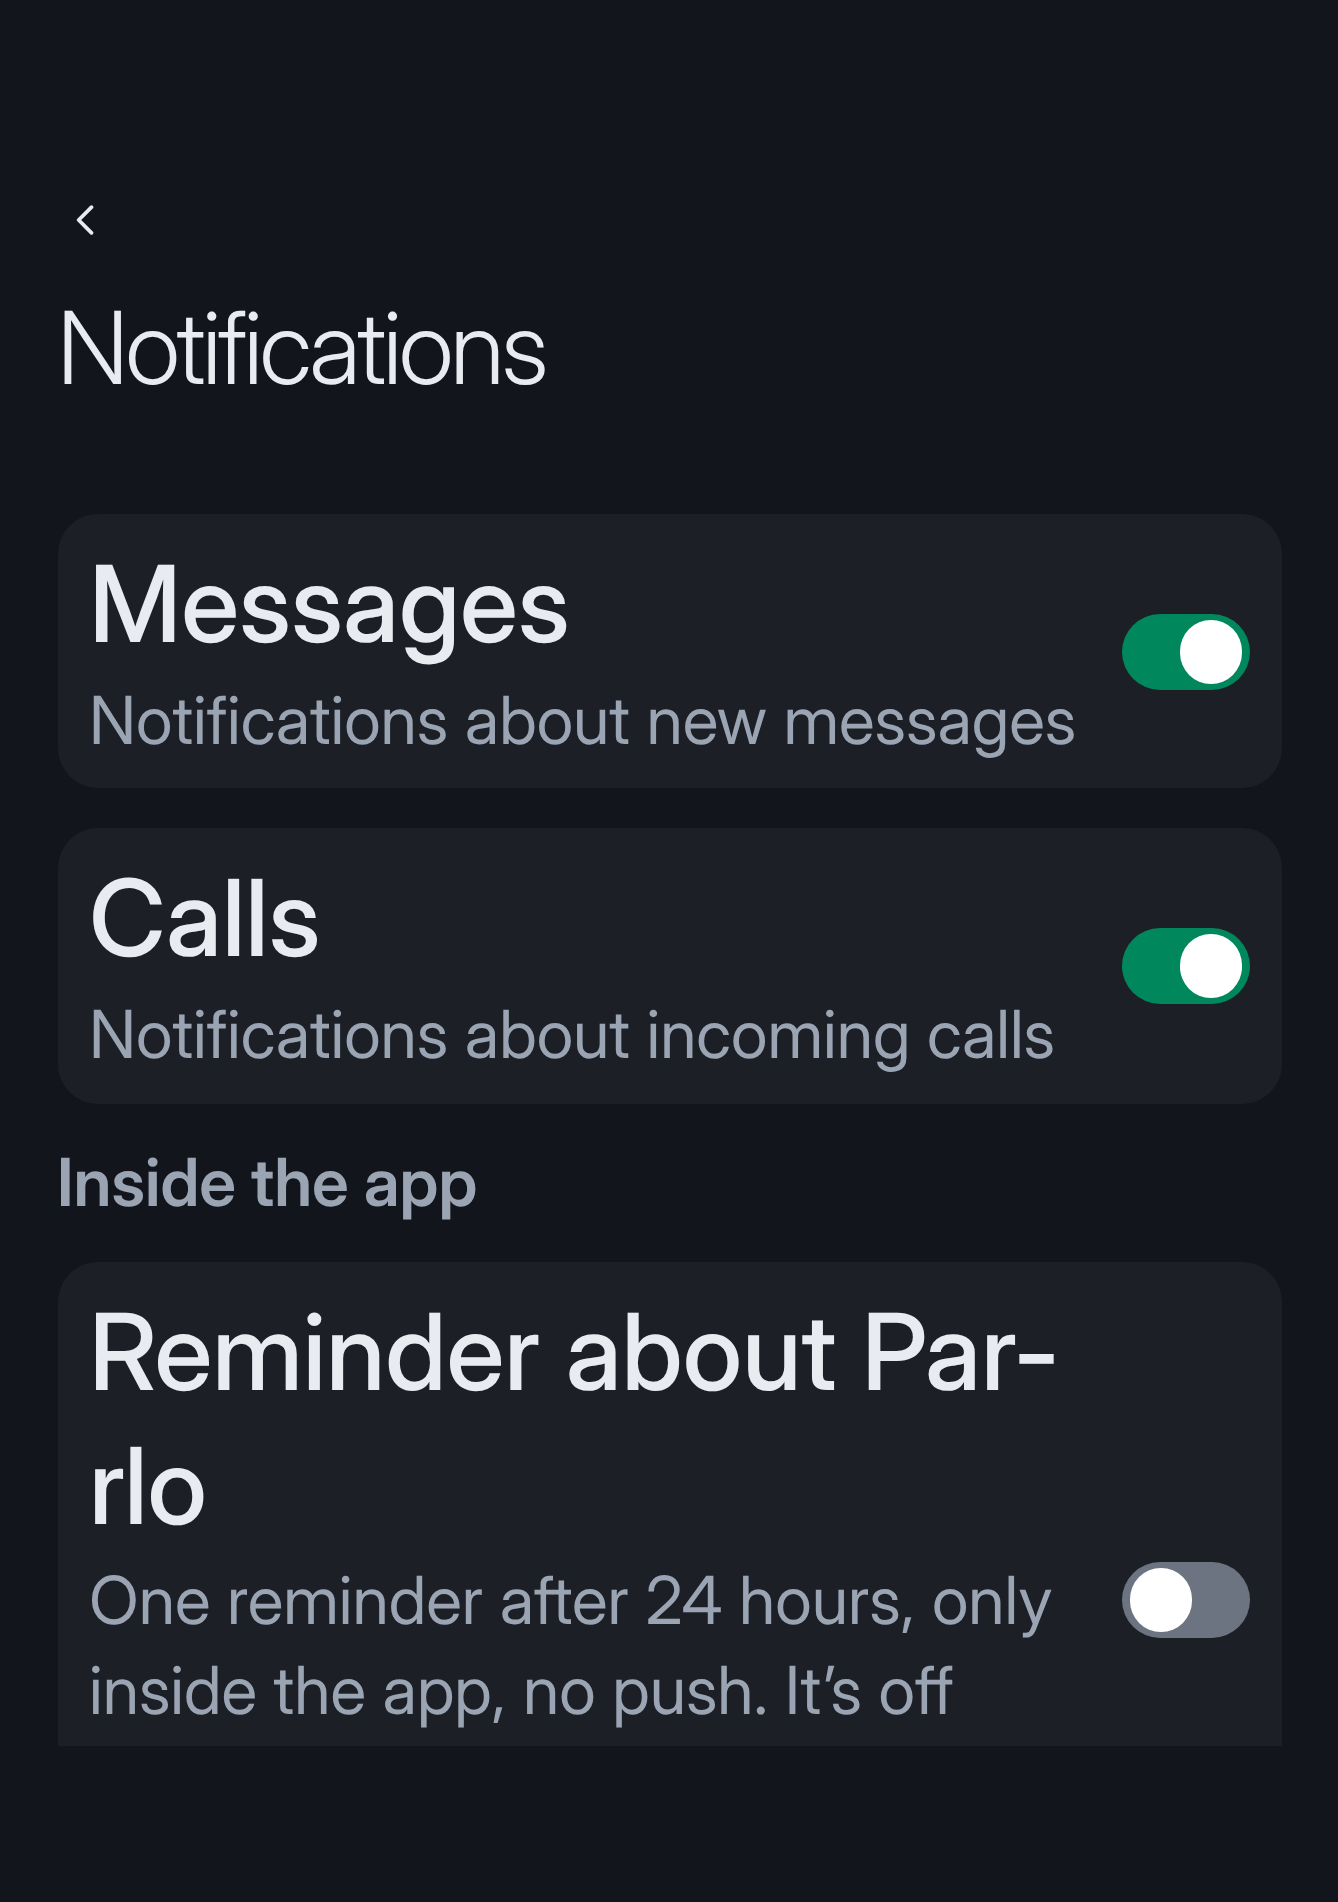 Notifications
Messages
Notifications about new messages
Calls
Notifications about incoming calls
Inside the app
Reminder about Par-
rlo
One reminder after 24 hours, only
inside the app, no push. It’s off